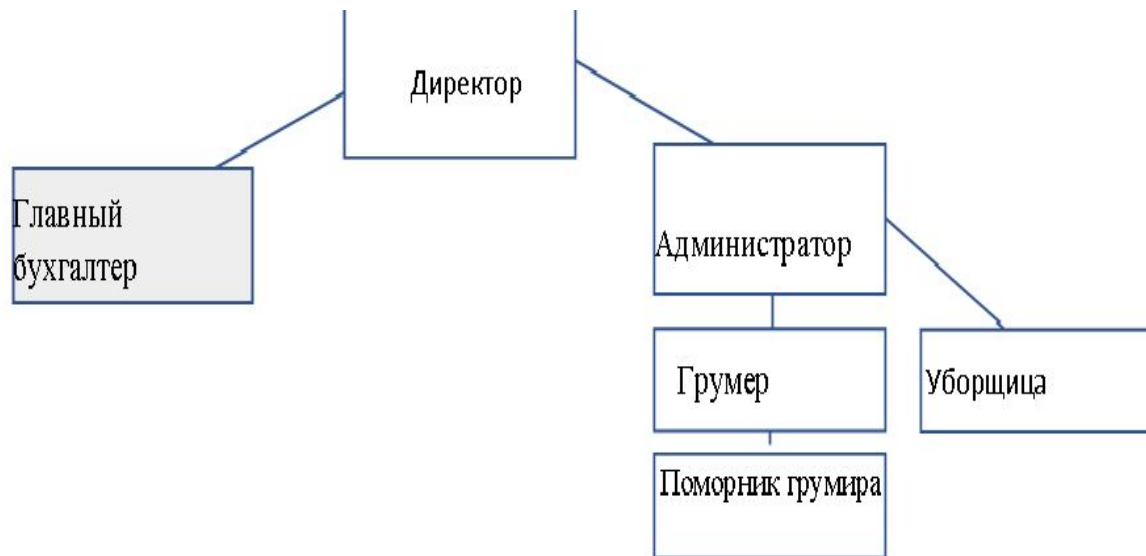 Директор
Главный
бухгалтер
Администратор
Грумер
Уборщица
Поморник грумира